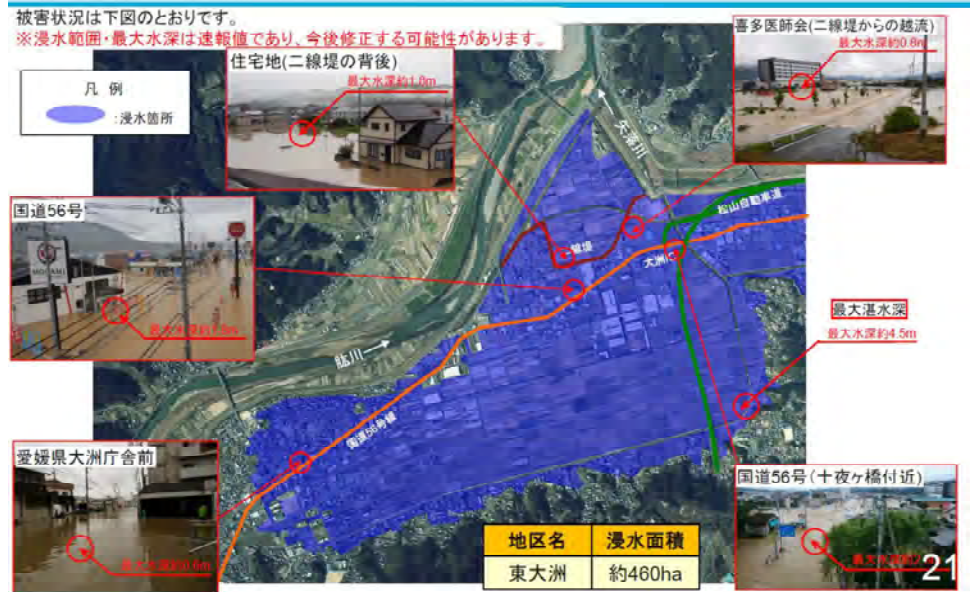 被害状況は下図のとおりです。
※浸水範囲・最大水深は速報値であり、今後修正する可能性があります。
凡 例
:浸水箇所
住宅地(二線堤の背後)
最大水深約1.0m
喜多医師会(二線堤からの越流)
最大水深約0.8m
矢落川
国道56号
松山自動車道
大洲
最大湛水深
最大水深約4.5m
肱川
国道56号線
愛媛県大洲庁舎前
国道56号(十夜ヶ橋付近)
地区名 浸水面積
東大洲 約460ha
21